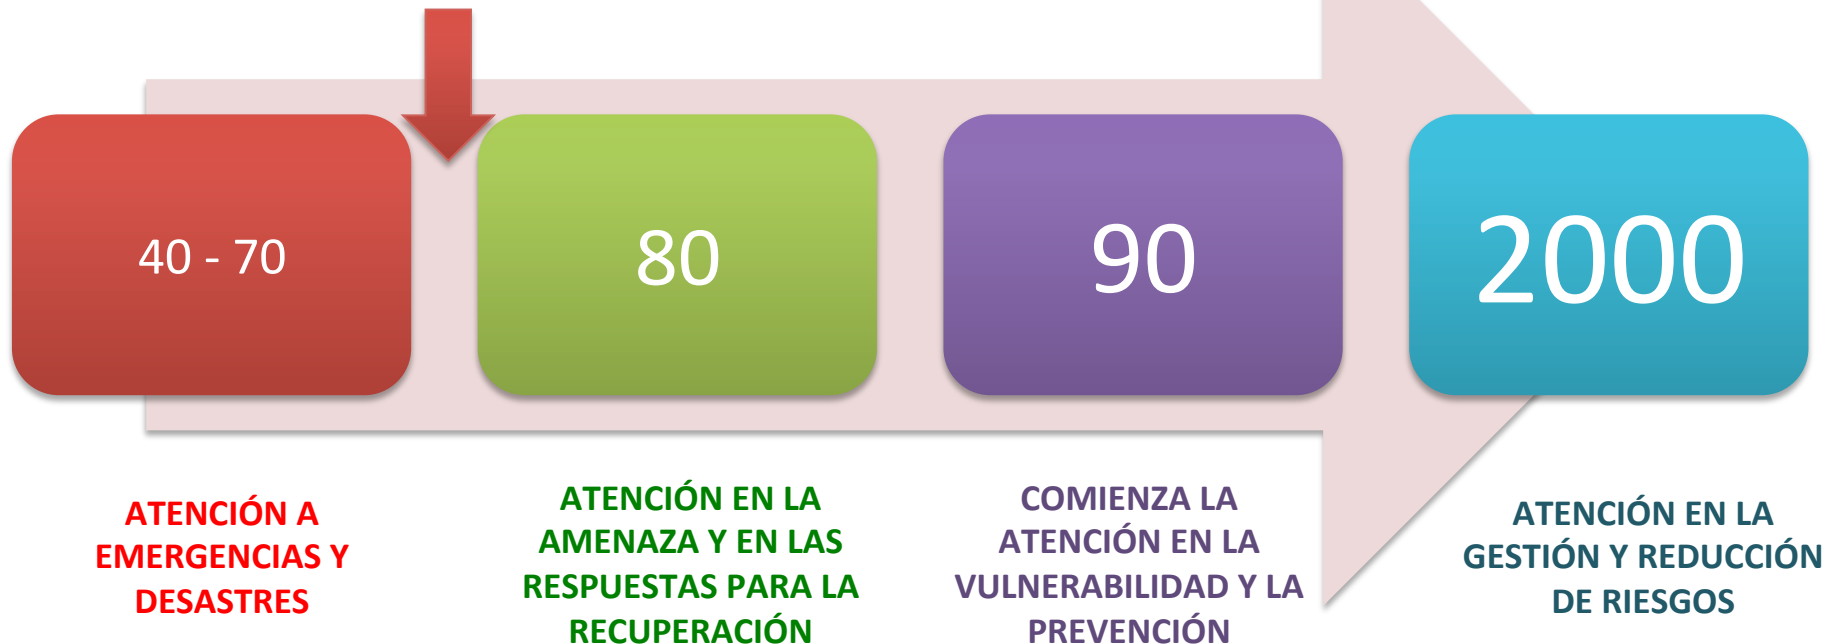 40 - 70
80
90
2000
ATENCIÓN A
EMERGENCIAS Y
DESASTRES
ATENCIÓN EN LA
AMENAZA Y EN LAS
RESPUESTAS PARA LA
RECUPERACIÓN
COMIENZA LA
ATENCIÓN EN LA
VULNERABILIDAD Y LA
PREVENCIÓN
ATENCIÓN EN LA
GESTIÓN Y REDUCCIÓN
DE RIESGOS